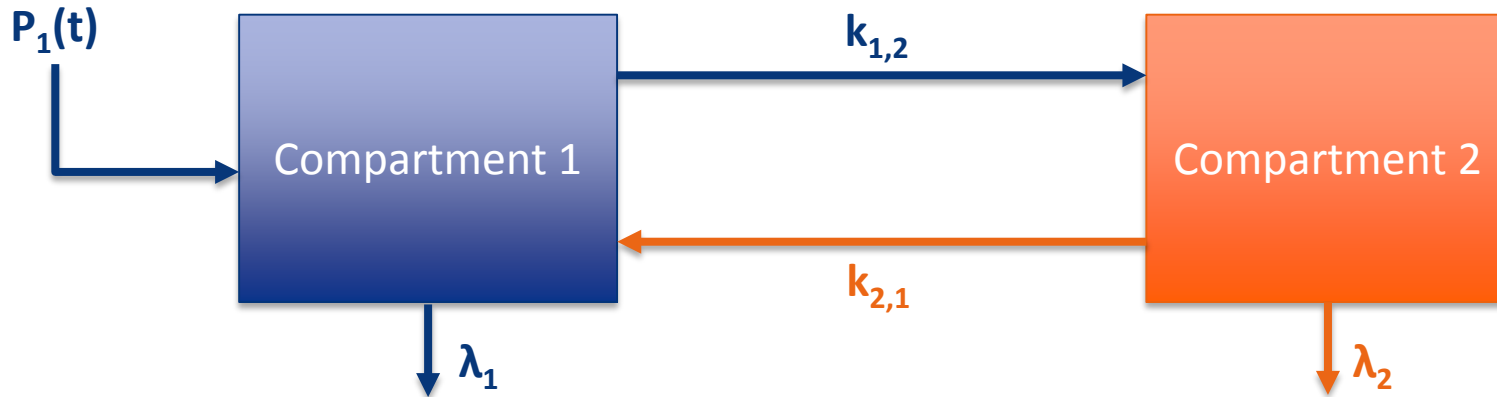 P₁(t)
k₁,₂
Compartment 1
Compartment 2
k₂,₁
λ₁
λ₂